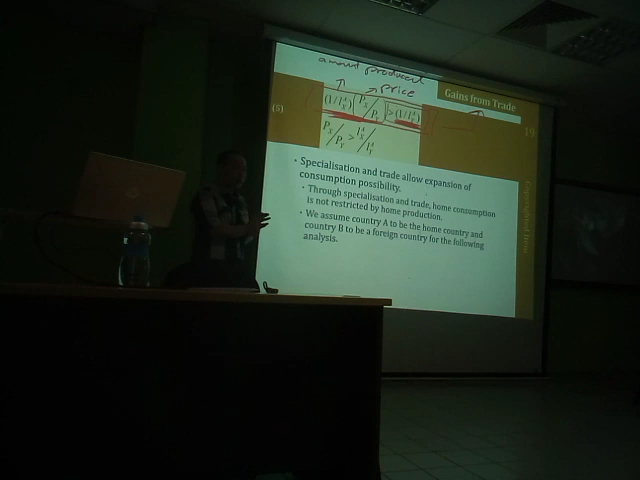 amount produced
price
Gains from Trade
(5)
(1/l_X^A)(P_X/P_Y) > (1/l_Y^A)
19
P_X/P_Y > l_X^A/l_Y^A
• Specialisation and trade allow expansion of
consumption possibility.
• Through specialisation and trade, home consumption
is not restricted by home production.
• We assume country A to be the home country and
country B to be a foreign country for the following
analysis.